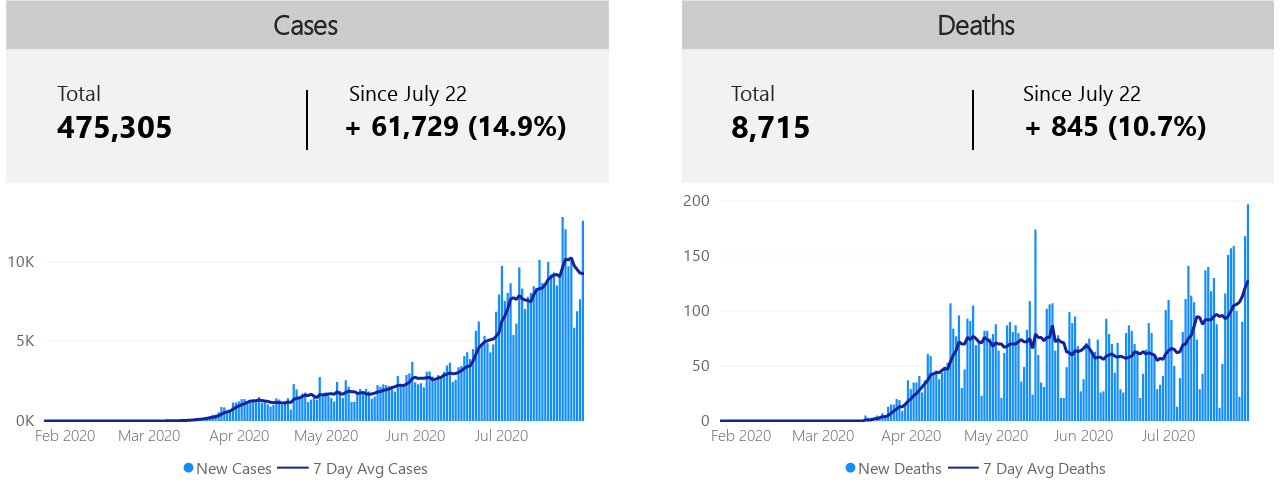 Cases
Total
475,305
Since July 22
+ 61,729 (14.9%)
10K
5K
0K
Feb 2020
Mar 2020
Apr 2020
May 2020
Jun 2020
Jul 2020
New Cases
7 Day Avg Cases
Deaths
Total
8,715
Since July 22
+ 845 (10.7%)
200
150
100
50
0
Feb 2020
Mar 2020
Apr 2020
May 2020
Jun 2020
Jul 2020
New Deaths
7 Day Avg Deaths